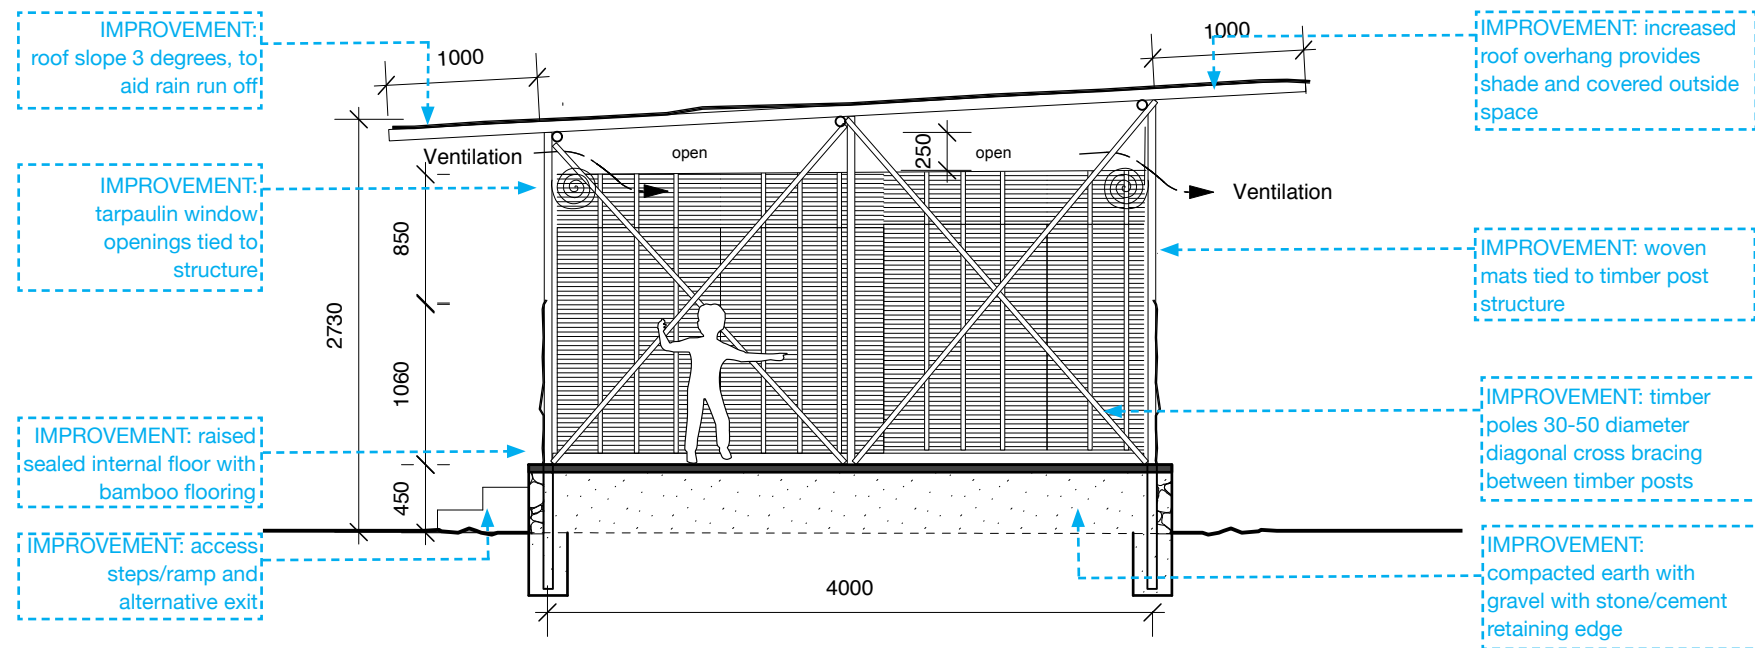 IMPROVEMENT:
roof slope 3 degrees, to
aid rain run off
1000
1000
IMPROVEMENT: increased
roof overhang provides
shade and covered outside
space
Ventilation
open
250
open
Ventilation
IMPROVEMENT:
tarpaulin window
openings tied to
structure
850
2730
1060
450
IMPROVEMENT: woven
mats tied to timber post
structure
IMPROVEMENT: raised
sealed internal floor with
bamboo flooring
IMPROVEMENT: timber
poles 30-50 diameter
diagonal cross bracing
between timber posts
IMPROVEMENT: access
steps/ramp and
alternative exit
4000
IMPROVEMENT:
compacted earth with
gravel with stone/cement
retaining edge